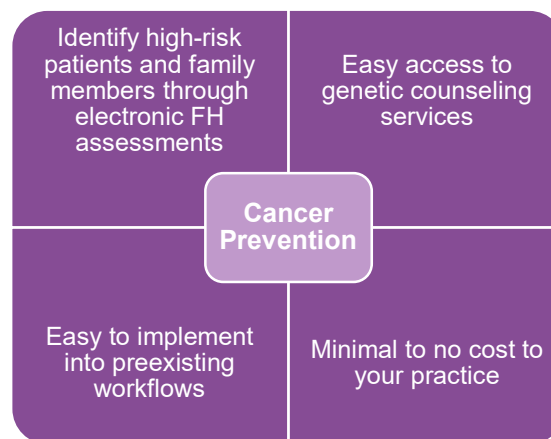 Identify high-risk
patients and family
members through
electronic FH
assessments
Easy access to
genetic counseling
services
Cancer
Prevention
Easy to implement
into preexisting
workflows
Minimal to no cost to
your practice